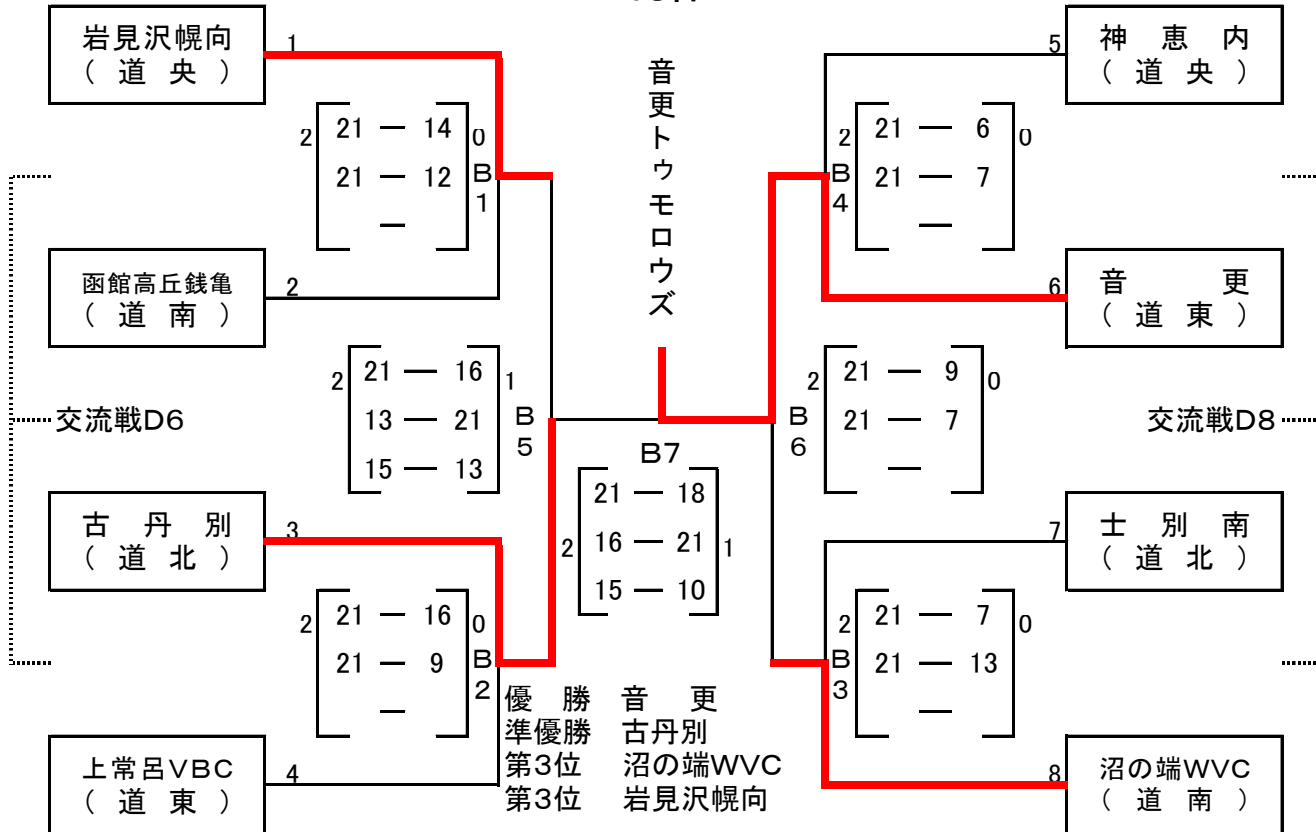 岩見沢幌向
（ 道 央 ）
1
2
21 ― 14
21 ― 12
―
0
B
1
函館高丘銭亀
（ 道 南 ）
2
交流戦D6
2
21 ― 16
13 ― 21
15 ― 13
1
B
5
古 丹 別
（ 道 北 ）
3
2
21 ― 16
21 ― 9
―
0
B
2
上常呂VBC
（ 道 東 ）
4
音更トゥモロウズ
B7
2
21 ― 18
16 ― 21
15 ― 10
1
優 勝 音 更
準優勝 古丹別
第3位 沼の端WVC
第3位 岩見沢幌向
神 恵 内
（ 道 央 ）
5
2
21 ― 6
21 ― 7
―
0
B
4
音 更
（ 道 東 ）
6
2
21 ― 9
21 ― 7
―
0
B
6
交流戦D8
士 別 南
（ 道 北 ）
7
2
21 ― 7
21 ― 13
―
0
B
3
沼の端WVC
（ 道 南 ）
8